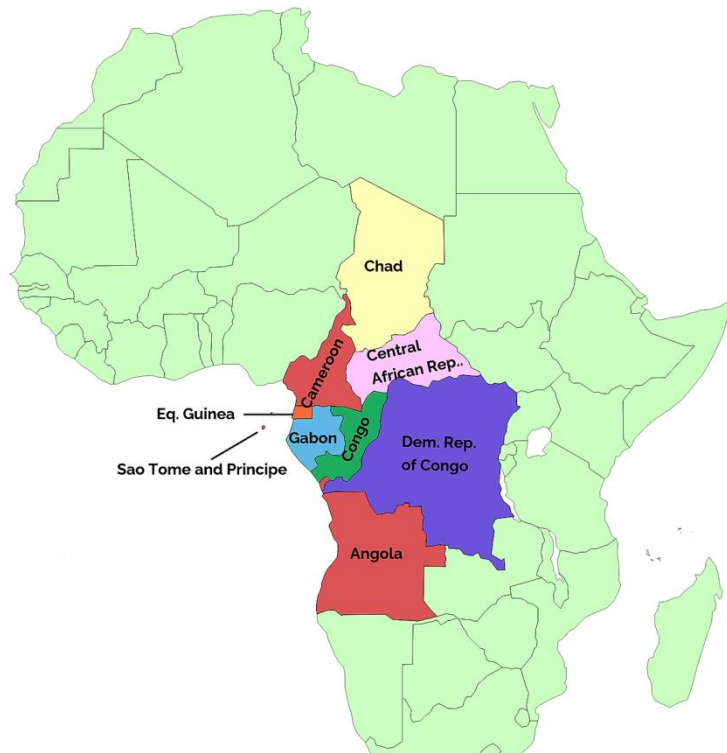 Chad
Central
African Rep..
Cameroon
Eq. Guinea
Gabon
Congo
Dem. Rep.
of Congo
Sao Tome and Principe
Angola